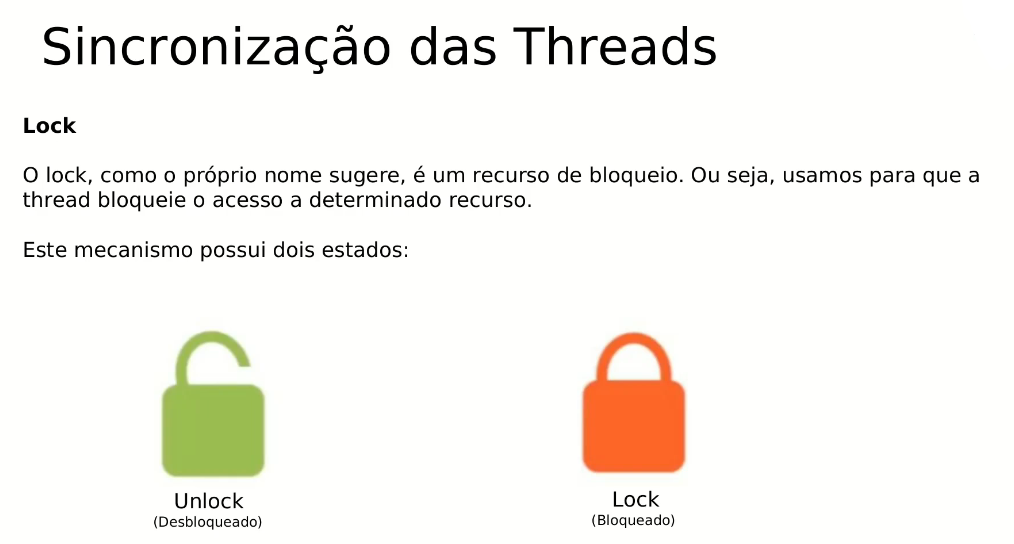 Sincronização das Threads
Lock
O lock, como o próprio nome sugere, é um recurso de bloqueio. Ou seja, usamos para que a
thread bloqueie o acesso a determinado recurso.
Este mecanismo possui dois estados:
Unlock
(Desbloqueado)
Lock
(Bloqueado)